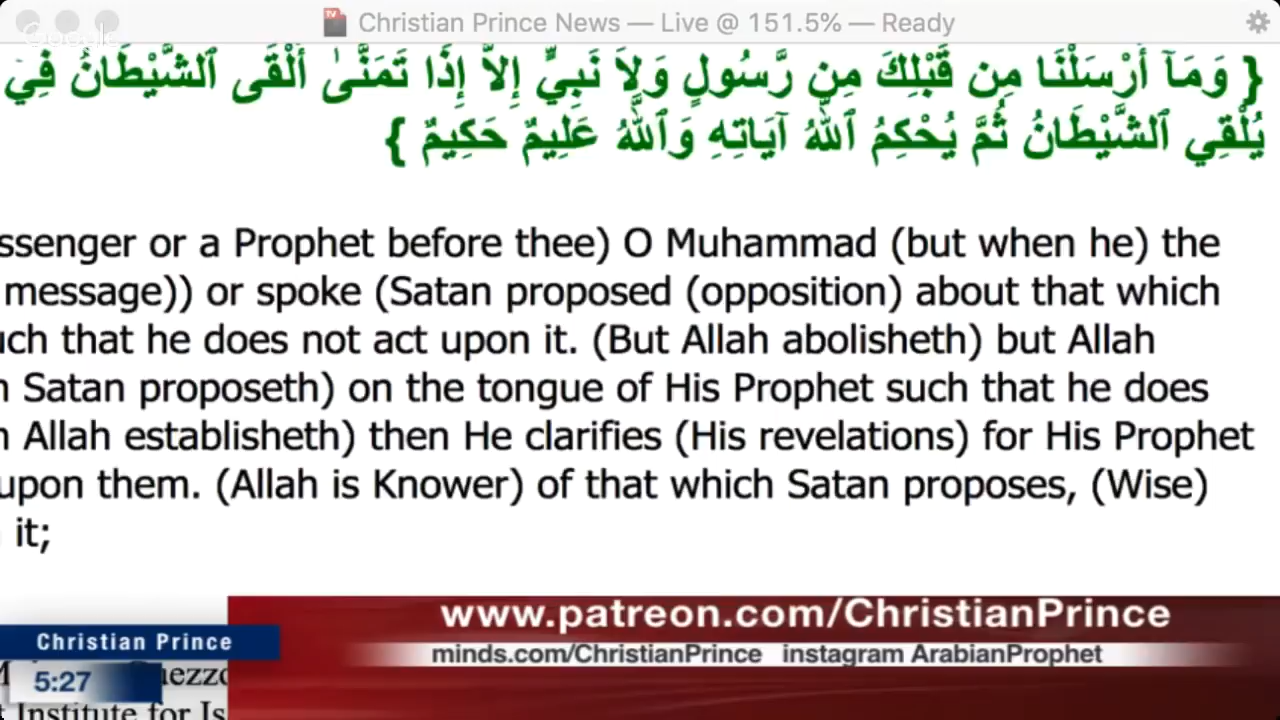 Christian Prince News — Live @ 151.5% — Ready
Google
{ وَمَآ أَرْسَلْنَا مِن قَبْلِكَ مِن رَّسُولٍ وَلاَ نَبِيٍّ إِلاَّ إِذَا تَمَنَّىٰ أَلْقَى ٱلشَّيْطَانُ فِيۤ
يُلْقِي ٱلشَّيْطَانُ ثُمَّ يُحْكِمُ ٱللَّهُ آيَاتِهِ وَٱللَّهُ عَلِيمٌ حَكِيمٌ }
ssenger or a Prophet before thee) O Muhammad (but when he) the
message)) or spoke (Satan proposed (opposition) about that which
uch that he does not act upon it. (But Allah abolisheth) but Allah
n Satan proposeth) on the tongue of His Prophet such that he does
n Allah establisheth) then He clarifies (His revelations) for His Prophet
upon them. (Allah is Knower) of that which Satan proposes, (Wise)
it;
www.patreon.com/ChristianPrince
Christian Prince
minds.com/ChristianPrince instagram ArabianProphet
5:27
uezzo
t Institute for Is